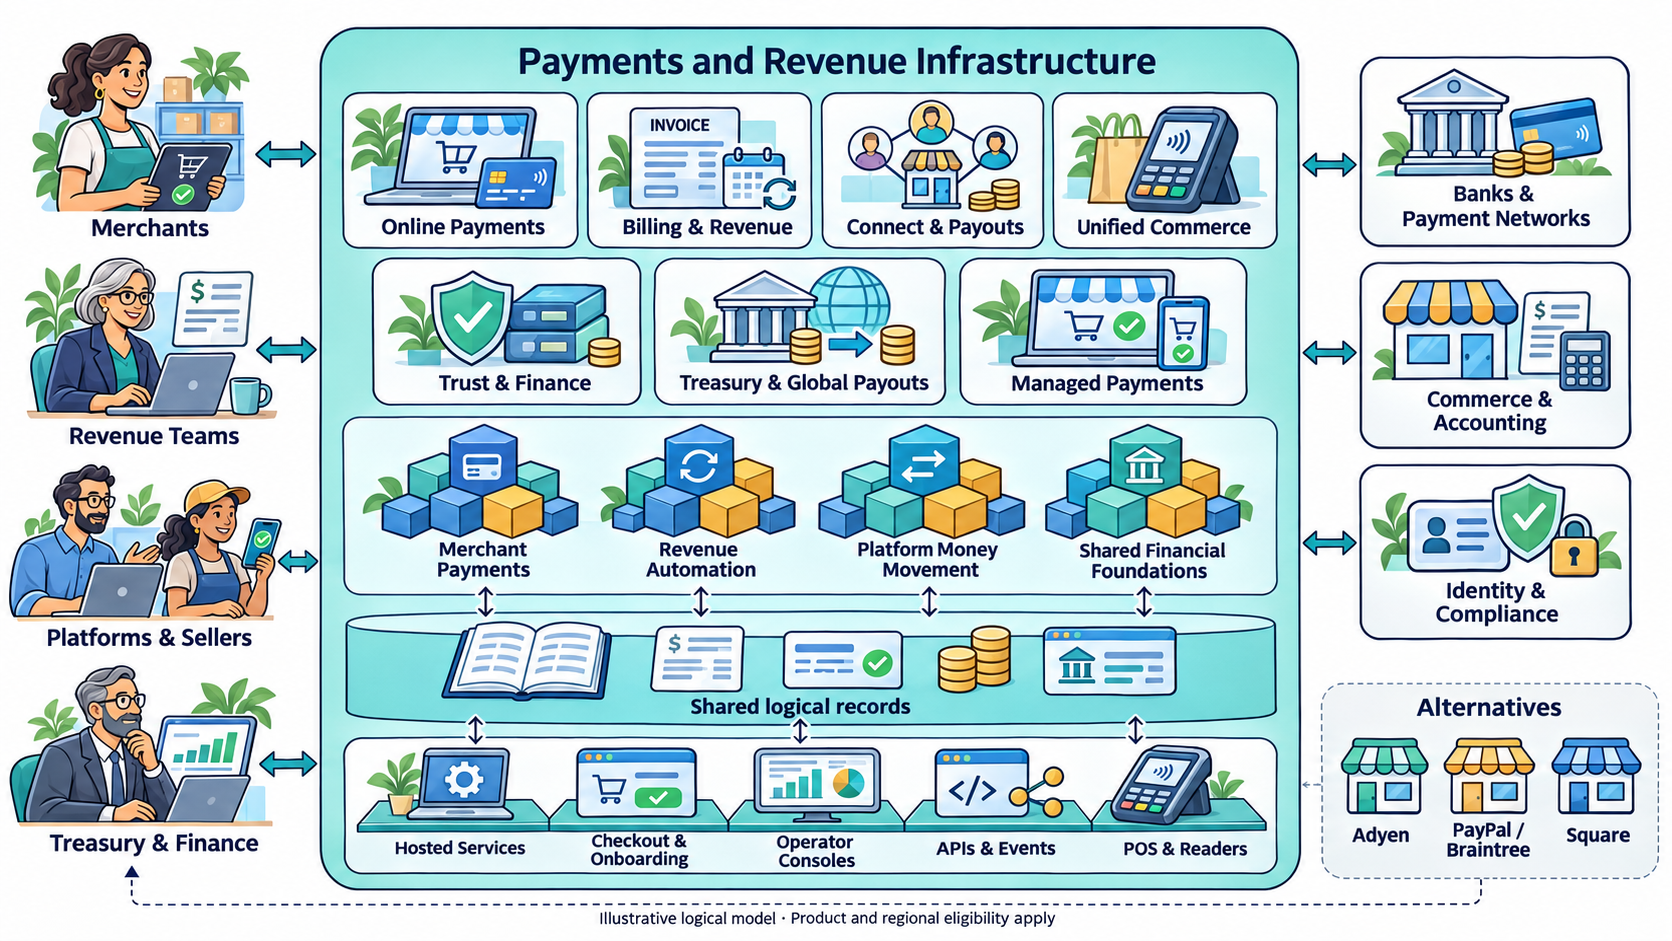 Payments and Revenue Infrastructure
Merchants
Revenue Teams
Platforms & Sellers
Treasury & Finance
INVOICE
Online Payments
Billing & Revenue
Connect & Payouts
Unified Commerce
$
Trust & Finance
Treasury & Global Payouts
Managed Payments
Merchant
Payments
Revenue
Automation
Platform Money
Movement
Shared Financial
Foundations
$
Shared logical records
</>
Hosted Services
Checkout &
Onboarding
Operator
Consoles
APIs & Events
POS & Readers
Banks &
Payment Networks
$
Commerce &
Accounting
Identity &
Compliance
Alternatives
Adyen
PayPal /
Braintree
Square
Illustrative logical model · Product and regional eligibility apply